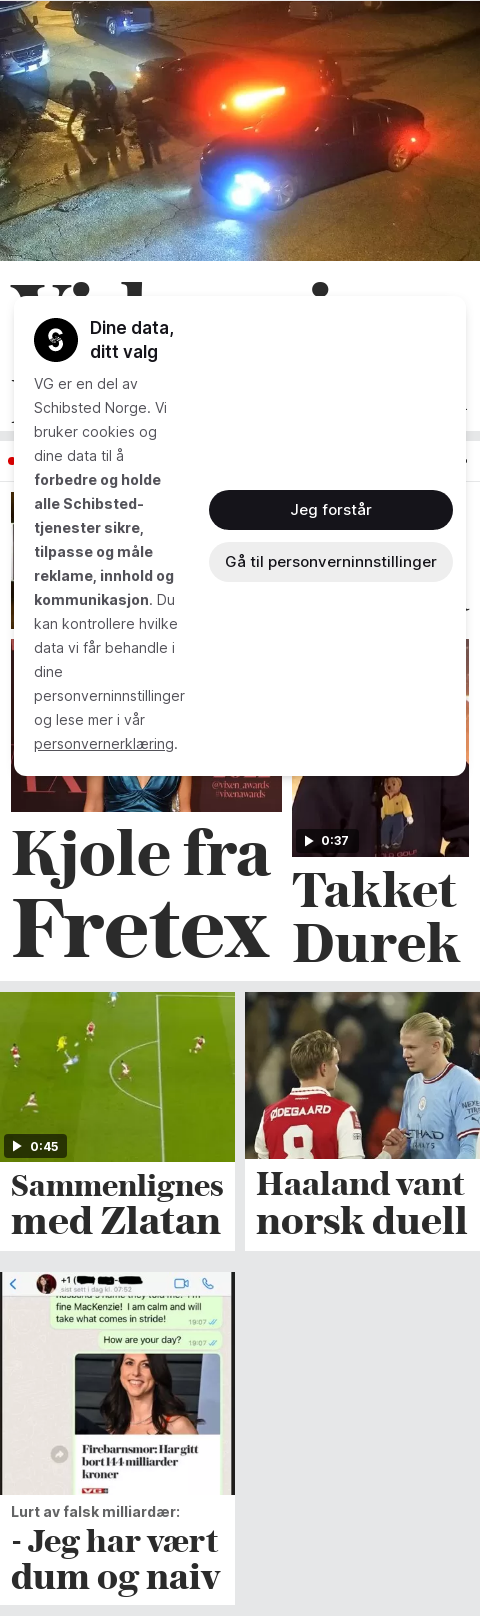 Dine data,
ditt valg
VG er en del av
Schibsted Norge. Vi
bruker cookies og
dine data til å
forbedre og holde
alle Schibsted-
tjenester sikre,
tilpasse og måle
reklame, innhold og
kommunikasjon. Du
kan kontrollere hvilke
data vi får behandle i
dine
personverninnstillinger
og lese mer i vår
personvernerklæring.
Jeg forstår
Gå til personverninnstillinger
@vixen_awards
@vixenawards
Kjole fra
Fretex
0:37
Takket
Durek
0:45
Sammenlignes
med Zlatan
ØDEGAARD
8
Haaland vant
norsk duell
+1 (
sist sett i dag kl. 07:52
fine MacKenzie! I am calm and will
take what comes in stride!
19:07
How are your day?
19:07
Firebarnsmor: Har gitt
bort 144 milliarder
kroner
VG
Lurt av falsk milliardær:
- Jeg har vært
dum og naiv